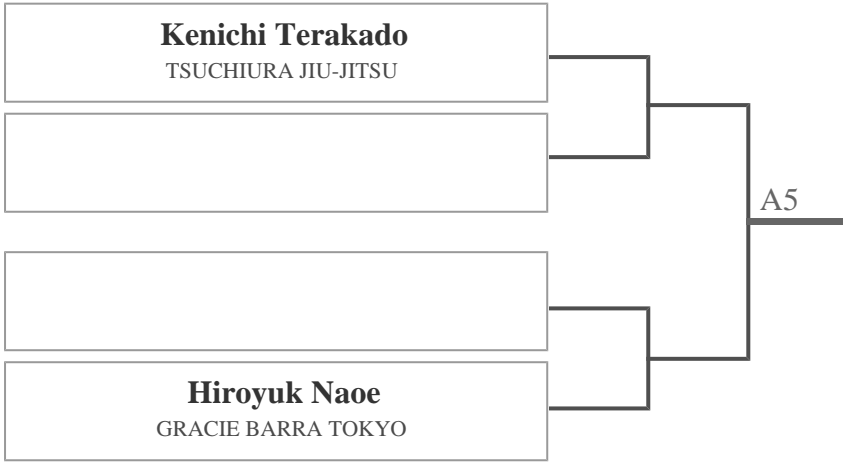 Kenichi Terakado
TSUCHIURA JIU-JITSU
A5
Hiroyuk Naoe
GRACIE BARRA TOKYO